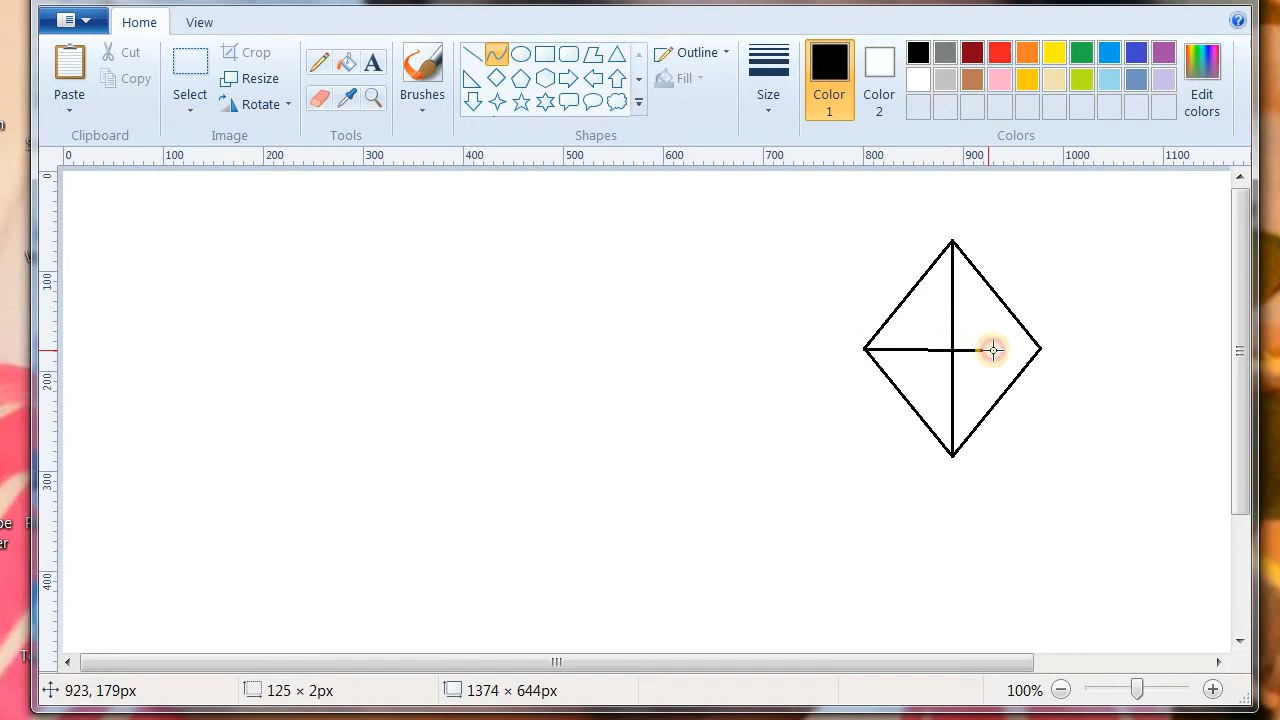 Home View
Paste
Cut
Copy
Clipboard
Select
Crop
Resize
Rotate
Image
A
Tools
Brushes
Outline
Fill
Shapes
Size
Color
1
Color
2
Edit
colors
Colors
0 100 200 300 400 500 600 700 800 900 1000 1100
0
100
200
300
400
923, 179px 125 × 2px 1374 × 644px 100%